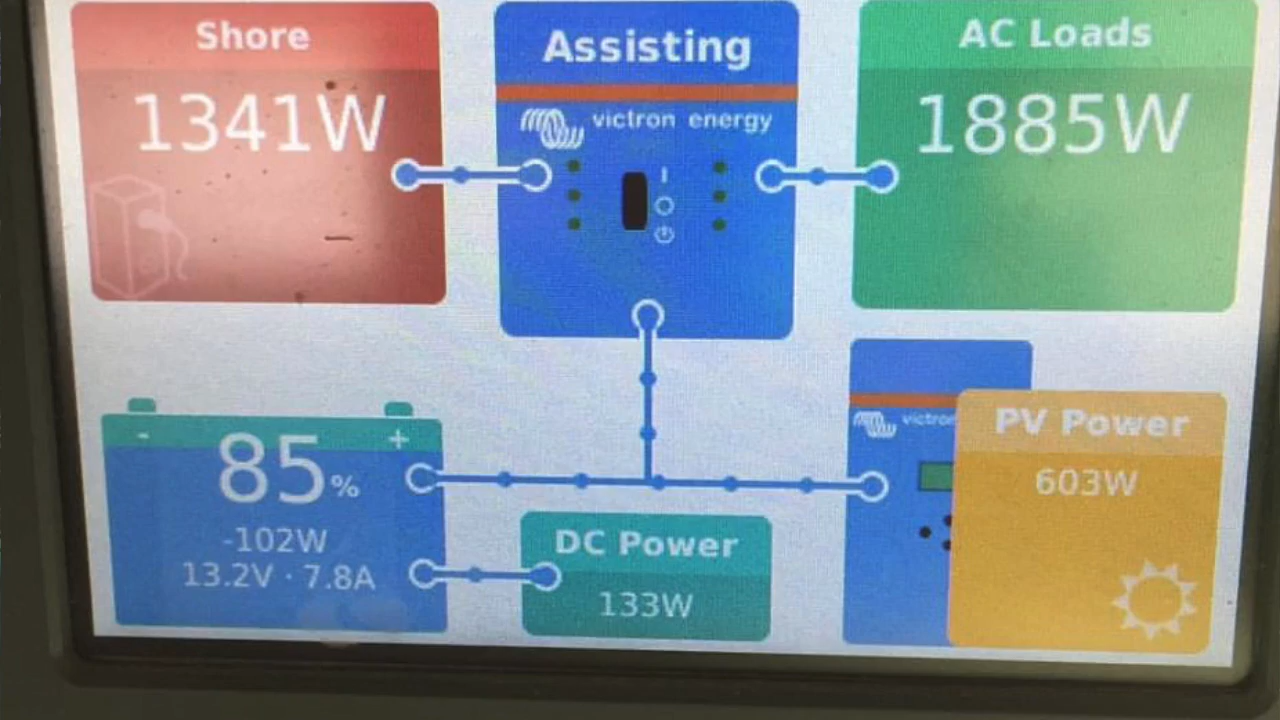 Shore
1341W
Assisting
victron energy
AC Loads
1885W
- +
85%
-102W
13.2V · 7.8A
DC Power
133W
victron
PV Power
603W